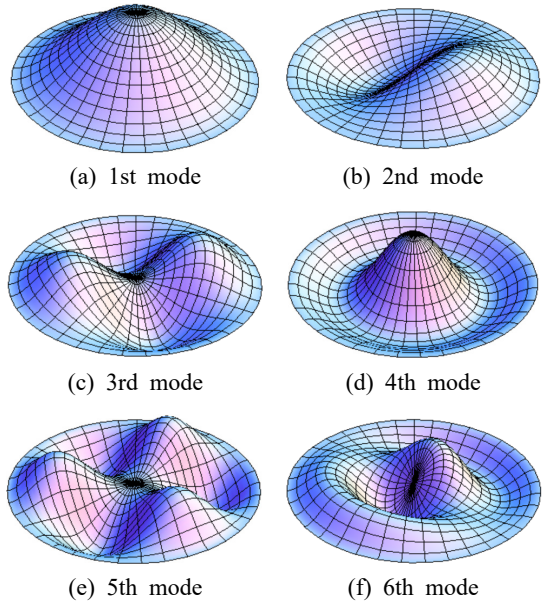 (a) 1st mode
(b) 2nd mode
(c) 3rd mode
(d) 4th mode
(e) 5th mode
(f) 6th mode